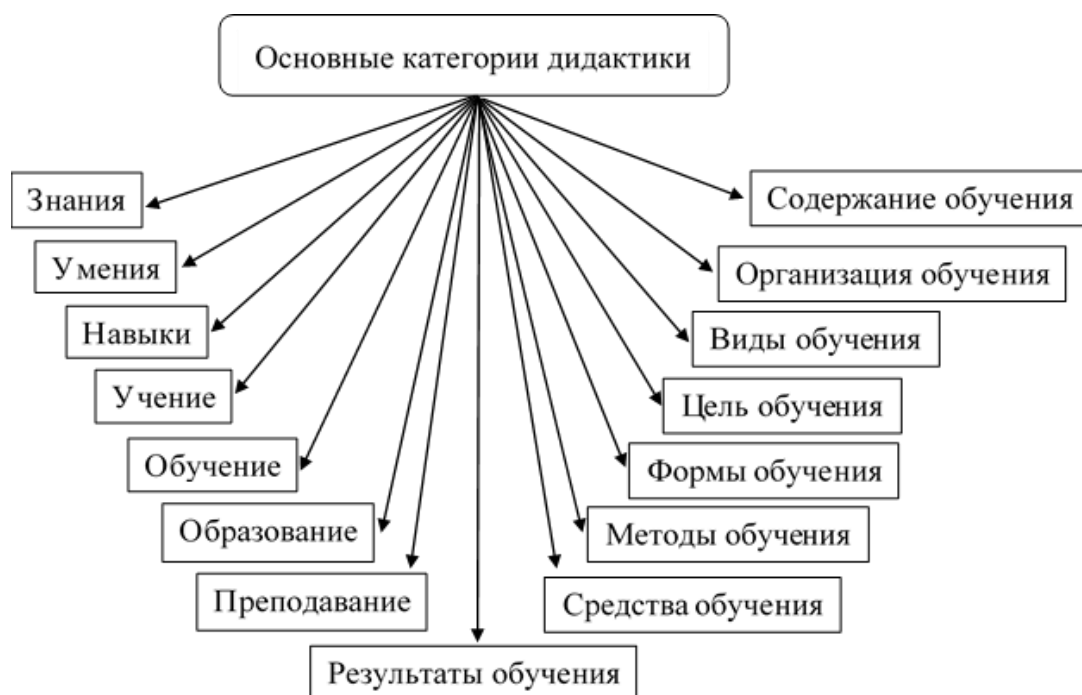 Основные категории дидактики
Знания
Умения
Навыки
Учение
Обучение
Образование
Преподавание
Результаты обучения
Содержание обучения
Организация обучения
Виды обучения
Цель обучения
Формы обучения
Методы обучения
Средства обучения